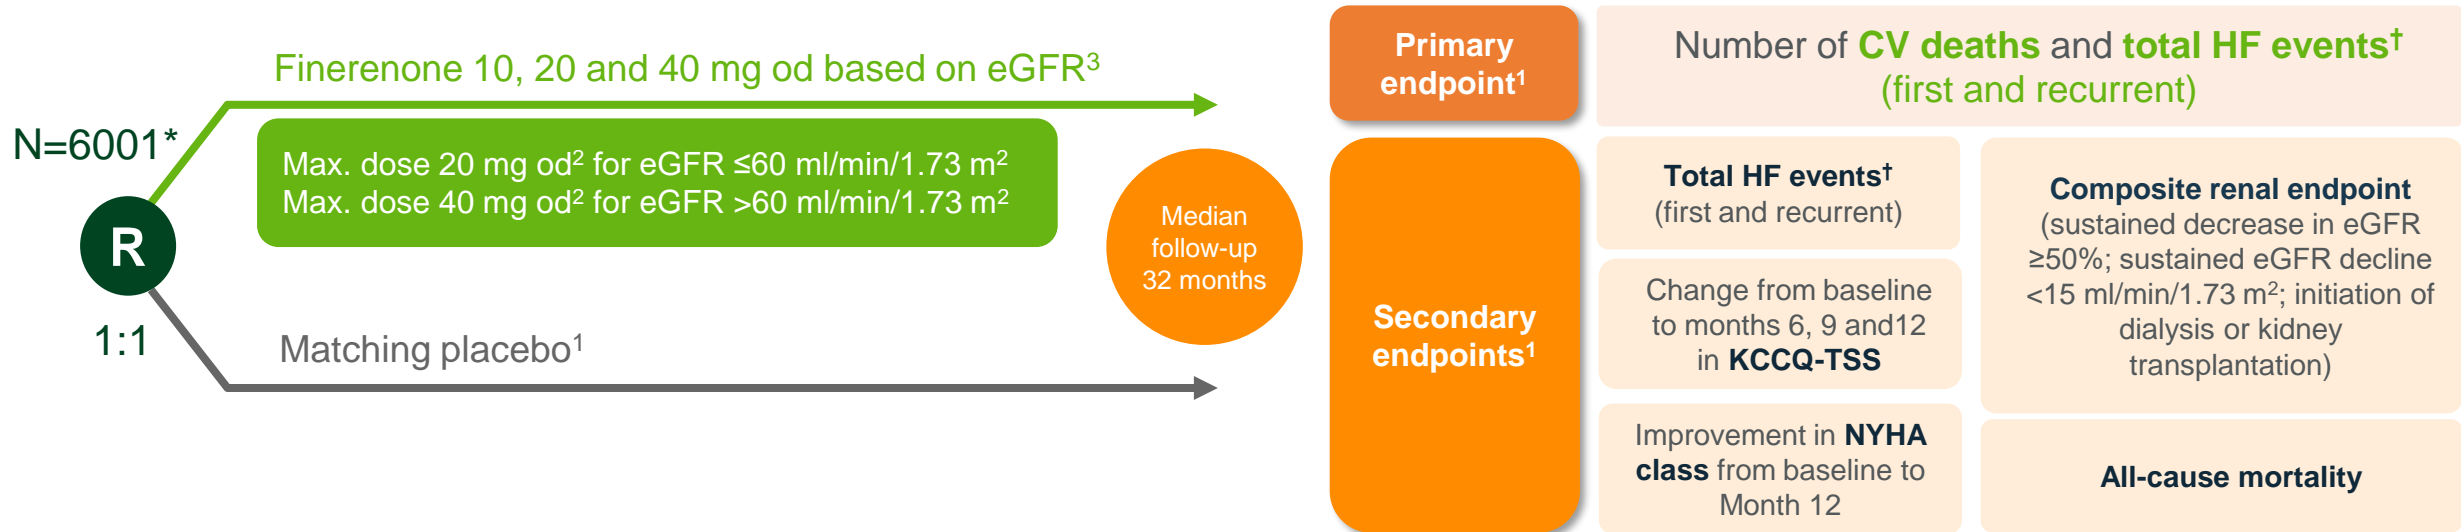 N=6001*
R
1:1
Finerenone 10, 20 and 40 mg od based on eGFR³
Max. dose 20 mg od² for eGFR ≤60 ml/min/1.73 m²
Max. dose 40 mg od² for eGFR >60 ml/min/1.73 m²
Matching placebo¹
Median
follow-up
32 months
Primary
endpoint¹
Number of CV deaths and total HF events†
(first and recurrent)
Secondary
endpoints¹
Total HF events†
(first and recurrent)
Change from baseline
to months 6, 9 and12
in KCCQ-TSS
Improvement in NYHA
class from baseline to
Month 12
Composite renal endpoint
(sustained decrease in eGFR
≥50%; sustained eGFR decline
<15 ml/min/1.73 m²; initiation of
dialysis or kidney
transplantation)
All-cause mortality